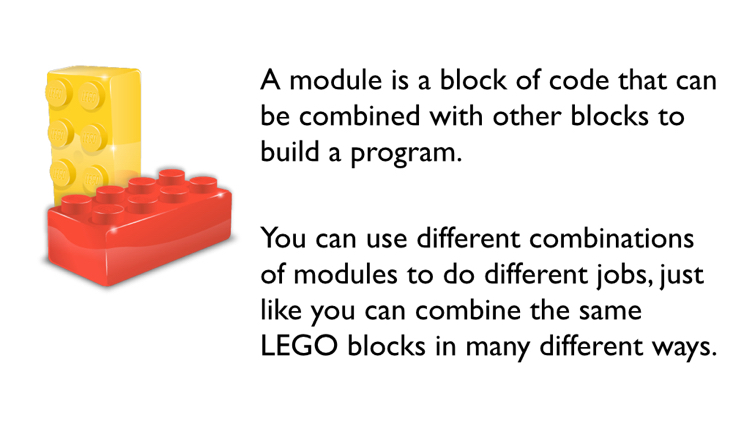 A module is a block of code that can
be combined with other blocks to
build a program.
You can use different combinations
of modules to do different jobs, just
like you can combine the same
LEGO blocks in many different ways.